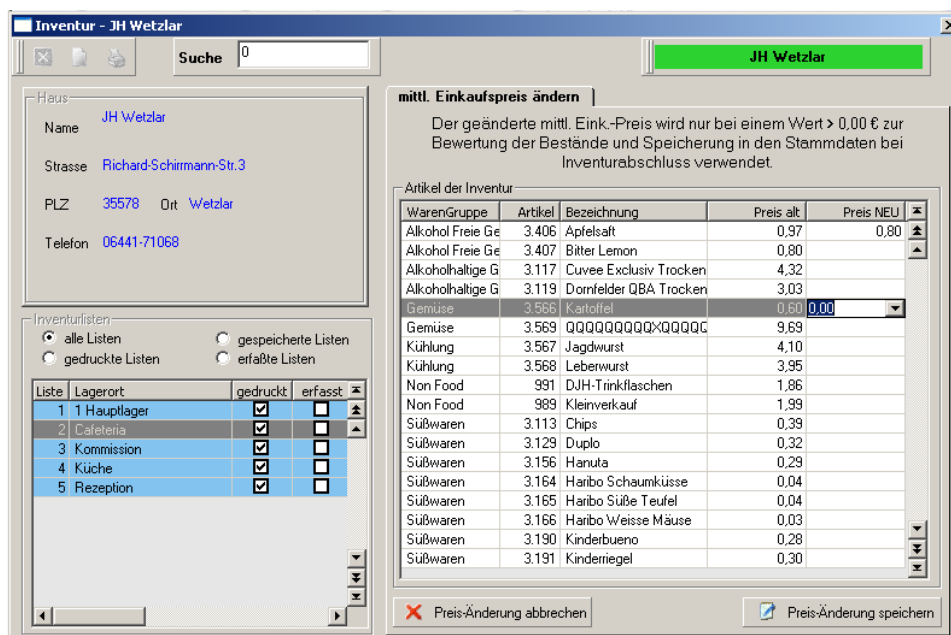 Inventur - JH Wetzlar
Suche 0
JH Wetzlar
Haus
Name JH Wetzlar
Strasse Richard-Schirrmann-Str.3
PLZ 35578 Ort Wetzlar
Telefon 06441-71068
Inventurlisten
alle Listen gespeicherte Listen
gedruckte Listen erfaßte Listen
Liste Lagerort gedruckt erfasst
1 1 Hauptlager
2 Cafeteria
3 Kommission
4 Küche
5 Rezeption
mittl. Einkaufspreis ändern
Der geänderte mittl. Eink.-Preis wird nur bei einem Wert > 0,00 € zur
Bewertung der Bestände und Speicherung in den Stammdaten bei
Inventurabschluss verwendet.
Artikel der Inventur
WarenGruppe Artikel Bezeichnung Preis alt Preis NEU
Alkohol Freie Ge 3.406 Apfelsaft 0,97 0,80
Alkohol Freie Ge 3.407 Bitter Lemon 0,80
Alkoholhaltige G 3.117 Cuvee Exclusiv Trocken 4,32
Alkoholhaltige G 3.119 Dornfelder QBA Trocken 3,03
Gemüse 3.566 Kartoffel 0,60 0,00
Gemüse 3.569 QQQQQQQQQXQQQQQ 9,69
Kühlung 3.567 Jagdwurst 4,10
Kühlung 3.568 Leberwurst 3,95
Non Food 991 DJH-Trinkflaschen 1,86
Non Food 989 Kleinverkauf 1,99
Süßwaren 3.113 Chips 0,39
Süßwaren 3.129 Duplo 0,32
Süßwaren 3.156 Hanuta 0,29
Süßwaren 3.164 Haribo Schaumküsse 0,04
Süßwaren 3.165 Haribo Süße Teufel 0,04
Süßwaren 3.166 Haribo Weisse Mäuse 0,03
Süßwaren 3.190 Kinderbueno 0,28
Süßwaren 3.191 Kinderriegel 0,30
Preis-Änderung abbrechen Preis-Änderung speichern